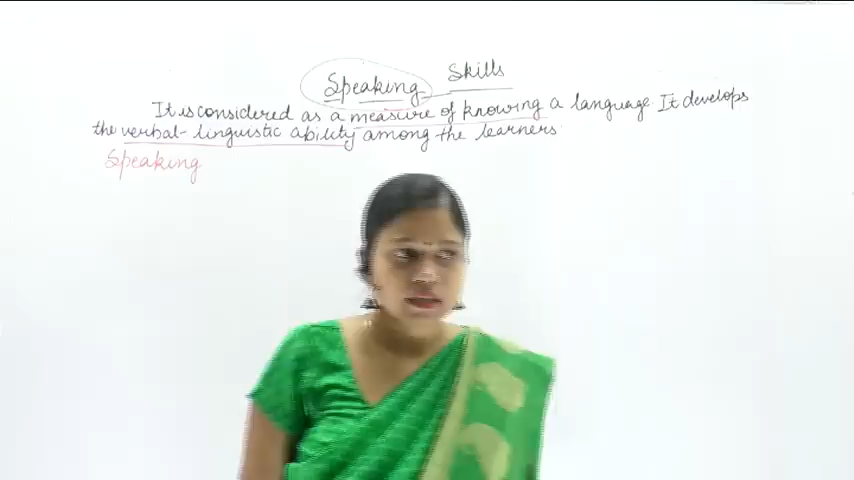 Speaking Skills
It is considered as a measure of knowing a language. It develops
the verbal-linguistic ability among the learners.
Speaking